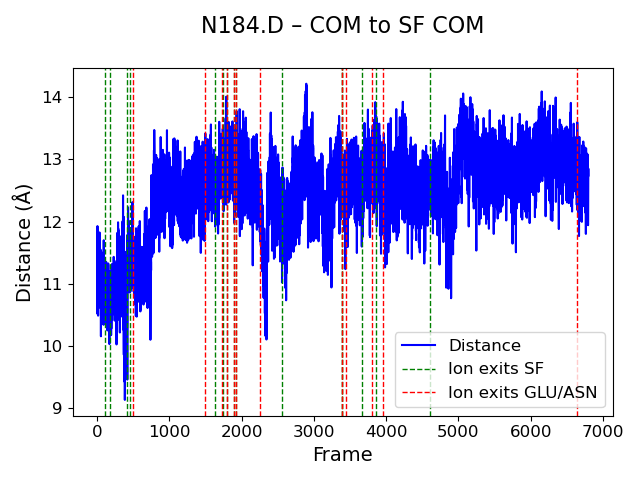 N184.D – COM to SF COM
14
13
12
11
10
9
Distance (Å)
Distance
Ion exits SF
Ion exits GLU/ASN
0 1000 2000 3000 4000 5000 6000 7000
Frame